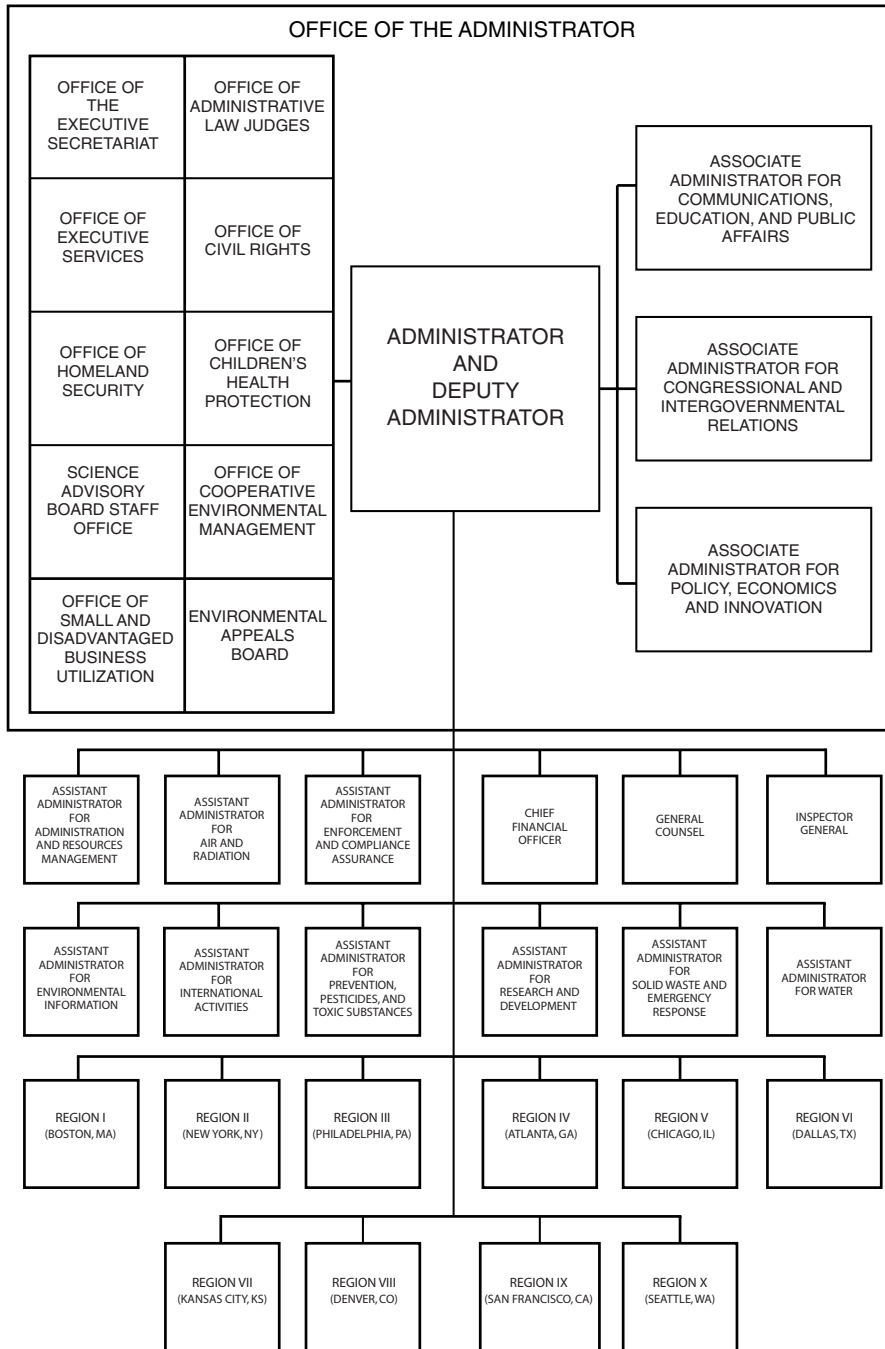 OFFICE OF THE ADMINISTRATOR
OFFICE OF
THE
EXECUTIVE
SECRETARIAT
OFFICE OF
ADMINISTRATIVE
LAW JUDGES
OFFICE OF
EXECUTIVE
SERVICES
OFFICE OF
CIVIL RIGHTS
OFFICE OF
HOMELAND
SECURITY
OFFICE OF
CHILDREN'S
HEALTH
PROTECTION
SCIENCE
ADVISORY
BOARD STAFF
OFFICE
OFFICE OF
COOPERATIVE
ENVIRONMENTAL
MANAGEMENT
OFFICE OF
SMALL AND
DISADVANTAGED
BUSINESS
UTILIZATION
ENVIRONMENTAL
APPEALS
BOARD
ADMINISTRATOR
AND
DEPUTY
ADMINISTRATOR
ASSOCIATE
ADMINISTRATOR FOR
COMMUNICATIONS,
EDUCATION, AND PUBLIC
AFFAIRS
ASSOCIATE
ADMINISTRATOR FOR
CONGRESSIONAL AND
INTERGOVERNMENTAL
RELATIONS
ASSOCIATE
ADMINISTRATOR FOR
POLICY, ECONOMICS
AND INNOVATION
ASSISTANT
ADMINISTRATOR
FOR
ADMINISTRATION
AND RESOURCES
MANAGEMENT
ASSISTANT
ADMINISTRATOR
FOR
AIR AND
RADIATION
ASSISTANT
ADMINISTRATOR
FOR
ENFORCEMENT
AND COMPLIANCE
ASSURANCE
CHIEF
FINANCIAL
OFFICER
GENERAL
COUNSEL
INSPECTOR
GENERAL
ASSISTANT
ADMINISTRATOR
FOR
ENVIRONMENTAL
INFORMATION
ASSISTANT
ADMINISTRATOR
FOR
INTERNATIONAL
ACTIVITIES
ASSISTANT
ADMINISTRATOR
FOR
PREVENTION,
PESTICIDES, AND
TOXIC SUBSTANCES
ASSISTANT
ADMINISTRATOR
FOR
RESEARCH AND
DEVELOPMENT
ASSISTANT
ADMINISTRATOR
FOR
SOLID WASTE AND
EMERGENCY
RESPONSE
ASSISTANT
ADMINISTRATOR
FOR WATER
REGION I
(BOSTON, MA)
REGION II
(NEW YORK, NY)
REGION III
(PHILADELPHIA, PA)
REGION IV
(ATLANTA, GA)
REGION V
(CHICAGO, IL)
REGION VI
(DALLAS, TX)
REGION VII
(KANSAS CITY, KS)
REGION VIII
(DENVER, CO)
REGION IX
(SAN FRANCISCO, CA)
REGION X
(SEATTLE, WA)